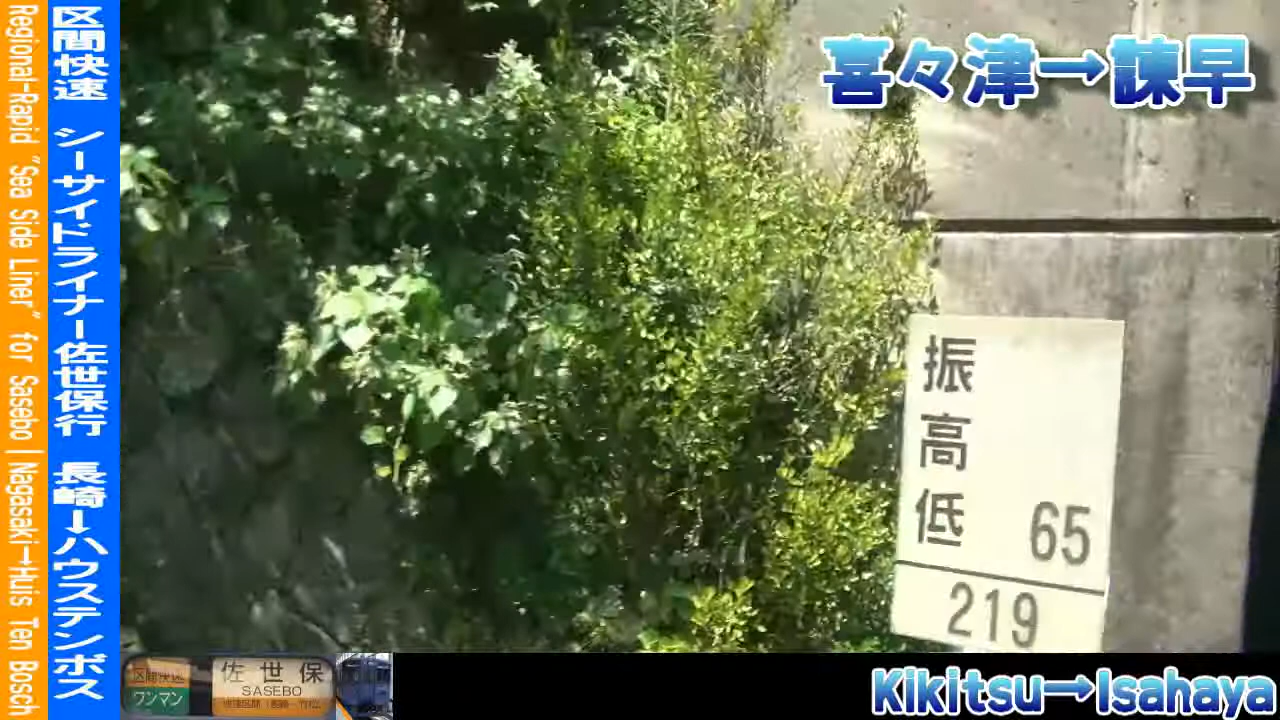 区間快速 シーサイドライナー佐世保行 長崎→ハウステンボス
Regional-Rapid "Sea Side Liner" for Sasebo | Nagasaki→Huis Ten Bosch
喜々津→諫早
振
高
低 65
219
区間快速
ワンマン
佐世保
SASEBO
Kikitsu→Isahaya